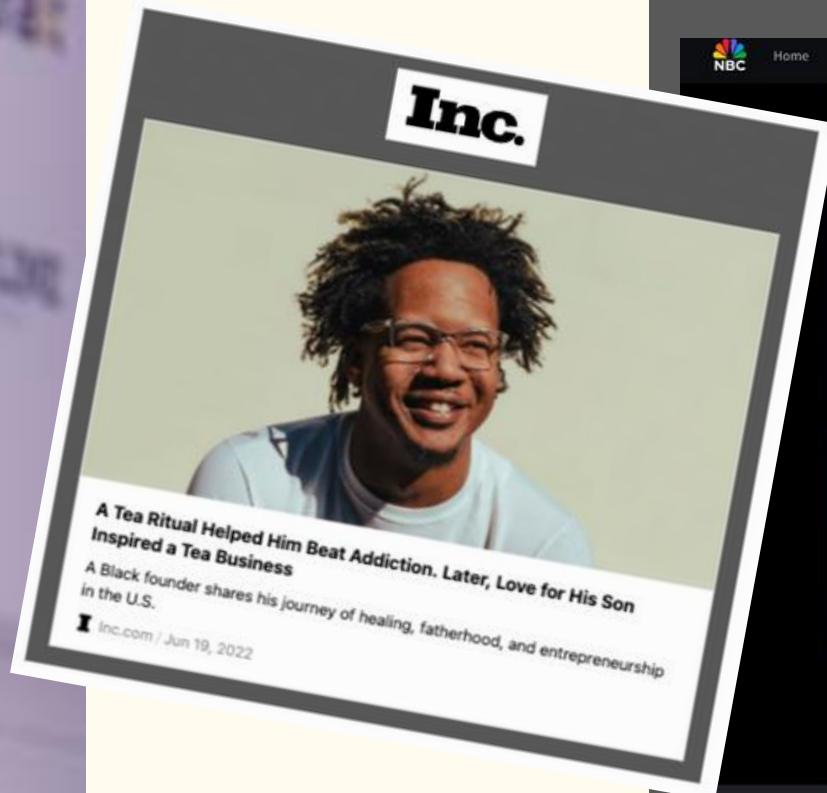 NBC
Home
Inc.
A Tea Ritual Helped Him Beat Addiction. Later, Love for His Son
Inspired a Tea Business
A Black founder shares his journey of healing, fatherhood, and entrepreneurship
in the U.S.
I Inc.com / Jun 19, 2022